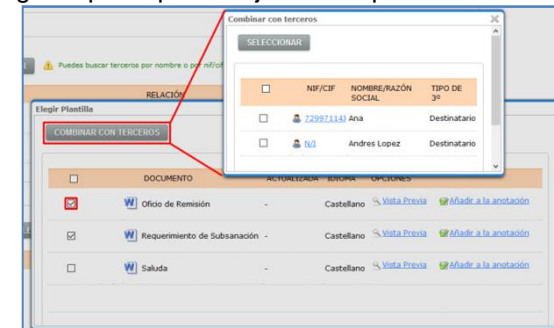 Combinar con terceros
SELECCIONAR
Puedes buscar terceros por nombre o por nif/cif
NIF/CIF NOMBRE/RAZÓN SOCIAL TIPO DE 3º
RELACIÓN
72997114J Ana Destinatario
Elegir Plantilla
COMBINAR CON TERCEROS
N/I Andres Lopez Destinatario
DOCUMENTO ACTUALIZADA IDIOMA OPCIONES
Oficio de Remisión - Castellano Vista Previa Añadir a la anotación
Requerimiento de Subsanación - Castellano Vista Previa Añadir a la anotación
Saluda - Castellano Vista Previa Añadir a la anotación